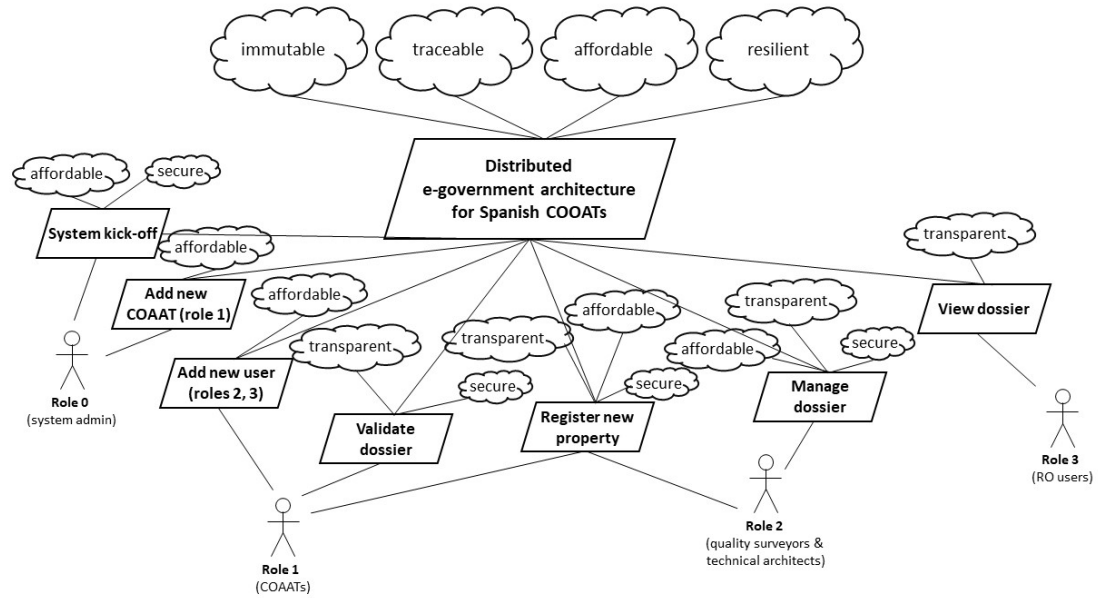 immutable
traceable
affordable
resilient
Distributed
e-government architecture
for Spanish COOATs
affordable
secure
System kick-off
affordable
transparent
Add new
COAAT (role 1)
affordable
affordable
transparent
View dossier
transparent
transparent
affordable
secure
Add new user
(roles 2, 3)
secure
secure
Manage
dossier
Role 0
(system admin)
Validate
dossier
Register new
property
Role 3
(RO users)
Role 2
(quality surveyors &
technical architects)
Role 1
(COAATs)